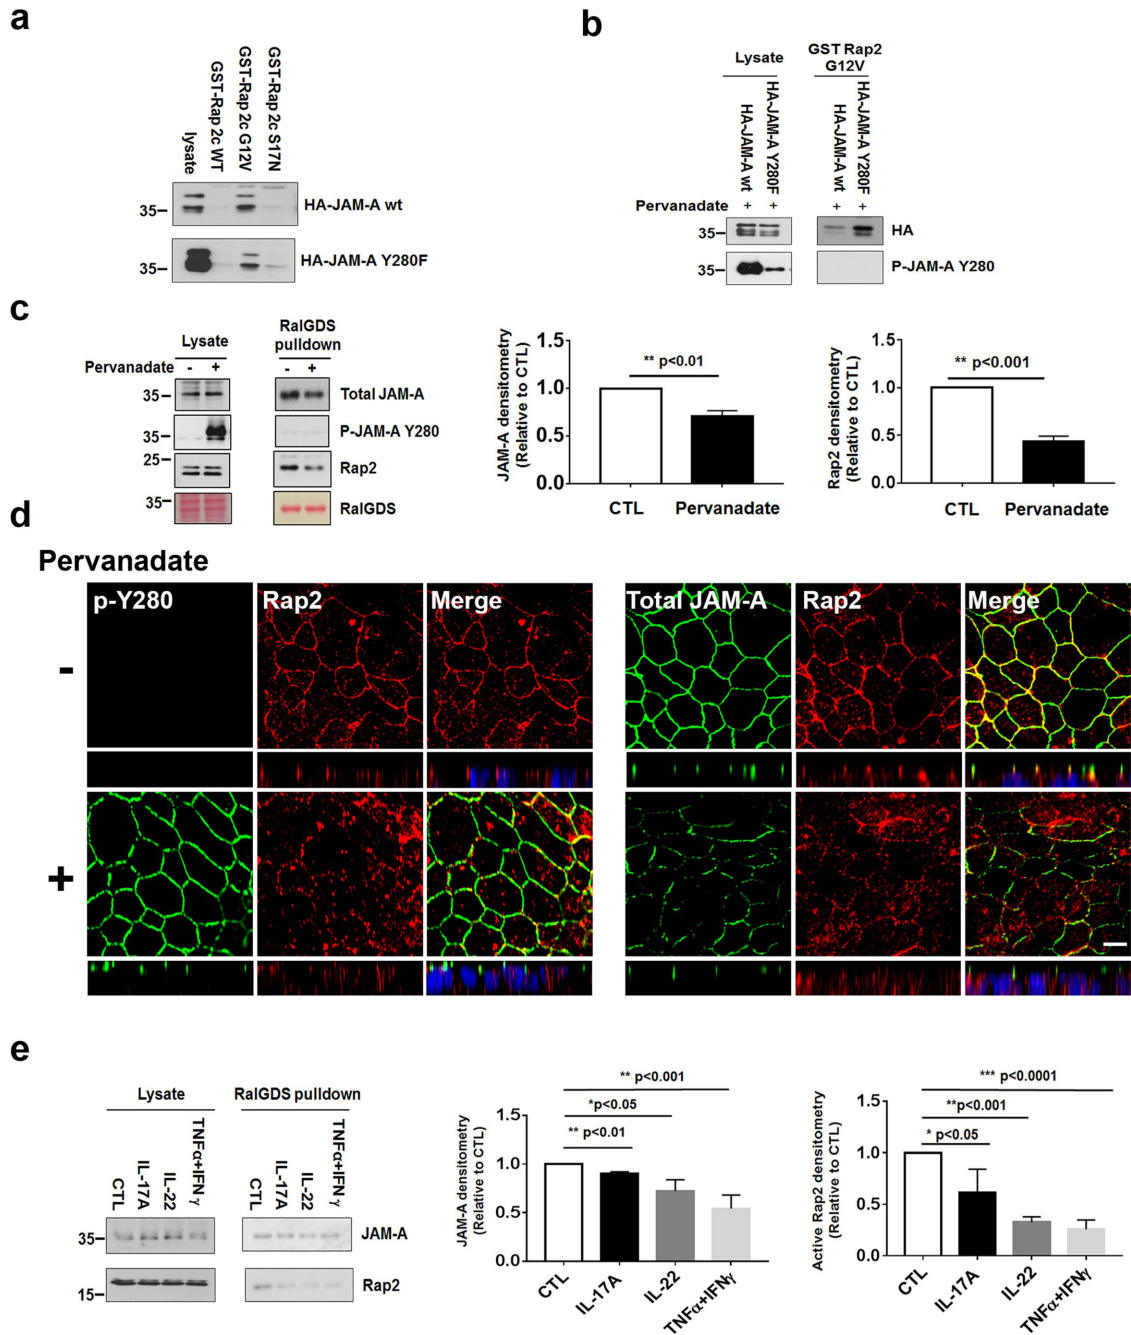 a
GST-Rap 2c WT
GST-Rap 2c G12V
GST-Rap 2c S17N
lysate
35
HA-JAM-A wt
35
HA-JAM-A Y280F
b
Lysate
GST Rap2
G12V
HA-JAM-A wt
HA-JAM-A Y280F
HA-JAM-A wt
HA-JAM-A Y280F
Pervanadate + + + +
35
HA
35
P-JAM-A Y280
c
Lysate
RalGDS
pulldown
Pervanadate - + - +
35
Total JAM-A
35
P-JAM-A Y280
25
Rap2
35
RalGDS
JAM-A densitometry
(Relative to CTL)
1.5
1.0
0.5
0.0
** p<0.01
CTL Pervanadate
Rap2 densitometry
(Relative to CTL)
1.5
1.0
0.5
0.0
** p<0.001
CTL Pervanadate
d
Pervanadate
p-Y280 Rap2 Merge Total JAM-A Rap2 Merge
-
+
e
Lysate
RalGDS pulldown
CTL
IL-17A
IL-22
TNFα+IFN γ
CTL
IL-17A
IL-22
TNFα+IFN γ
35
JAM-A
15
Rap2
JAM-A densitometry
(Relative to CTL)
1.5
1.0
0.5
0.0
** p<0.001
*p<0.05
** p<0.01
CTL
IL-17A
IL-22
TNFα+IFNγ
Active Rap2 densitometry
(Relative to CTL)
1.5
1.0
0.5
0.0
*** p<0.0001
**p<0.001
* p<0.05
CTL
IL-17A
IL-22
TNFα+IFNγ